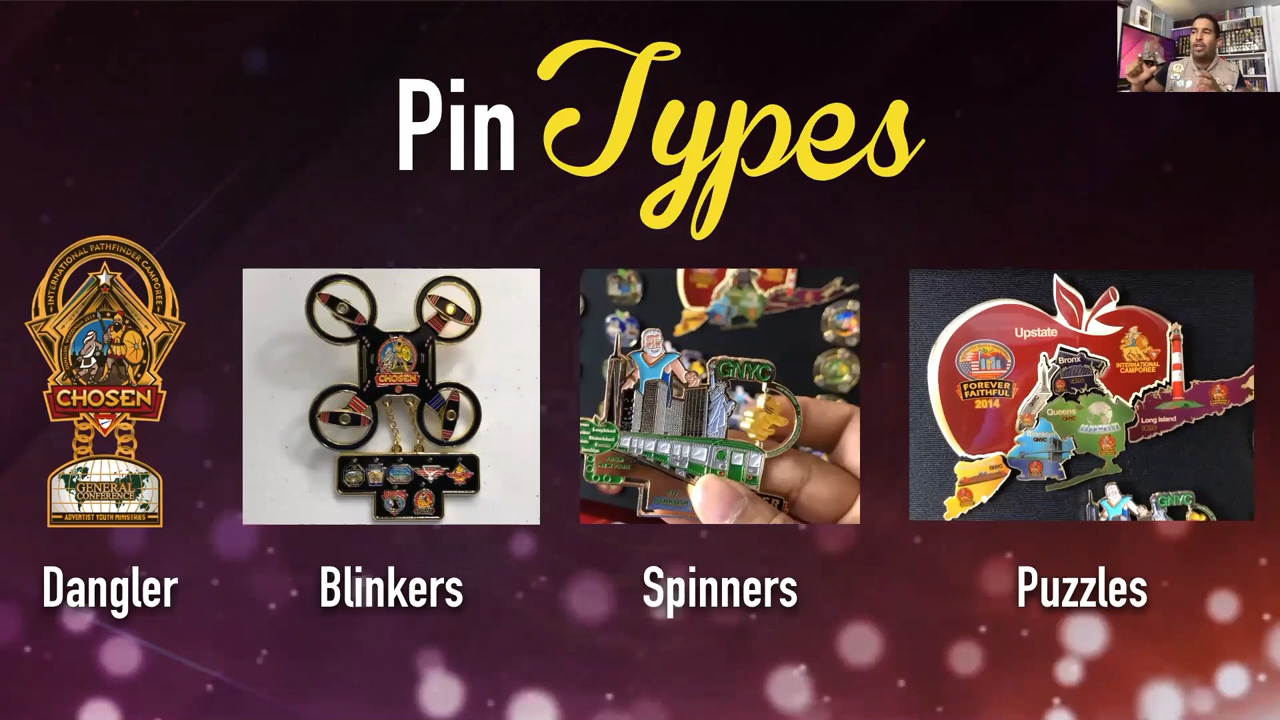 Pin Types
INTERNATIONAL PATHFINDER CAMPOREE
CHOSEN
GENERAL
CONFERENCE
ADVENTIST YOUTH MINISTRIES
Dangler
CHOSEN
Blinkers
GNYC
Spinners
Upstate
FOREVER
FAITHFUL
2014
Bronx
INTERNATIONAL
CAMPOREE
Queens
GNYC
Long Island
GNYC
Puzzles